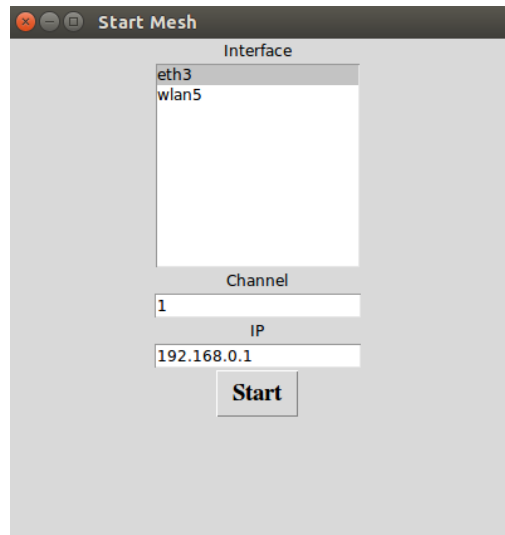 Start Mesh
Interface
eth3
wlan5
Channel
1
IP
192.168.0.1
Start